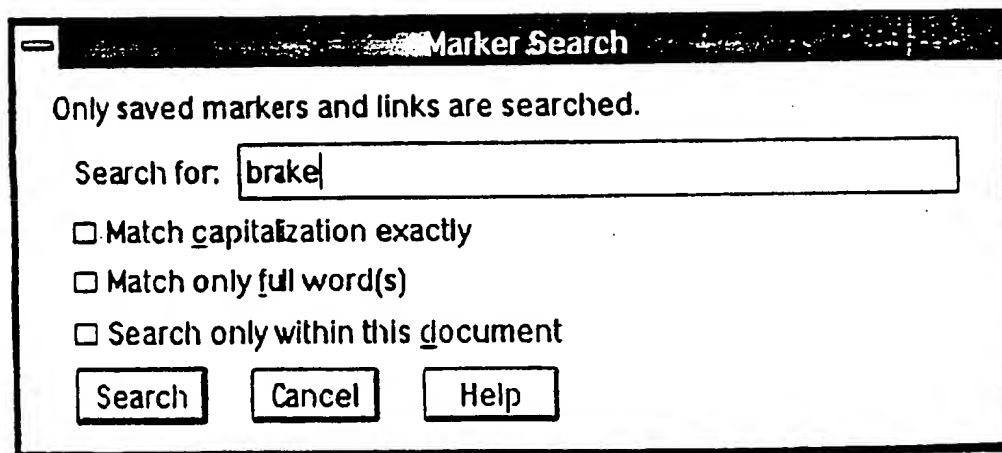 Marker Search
Only saved markers and links are searched.
Search for: brake
Match capitalization exactly
Match only full word(s)
Search only within this document
Search Cancel Help